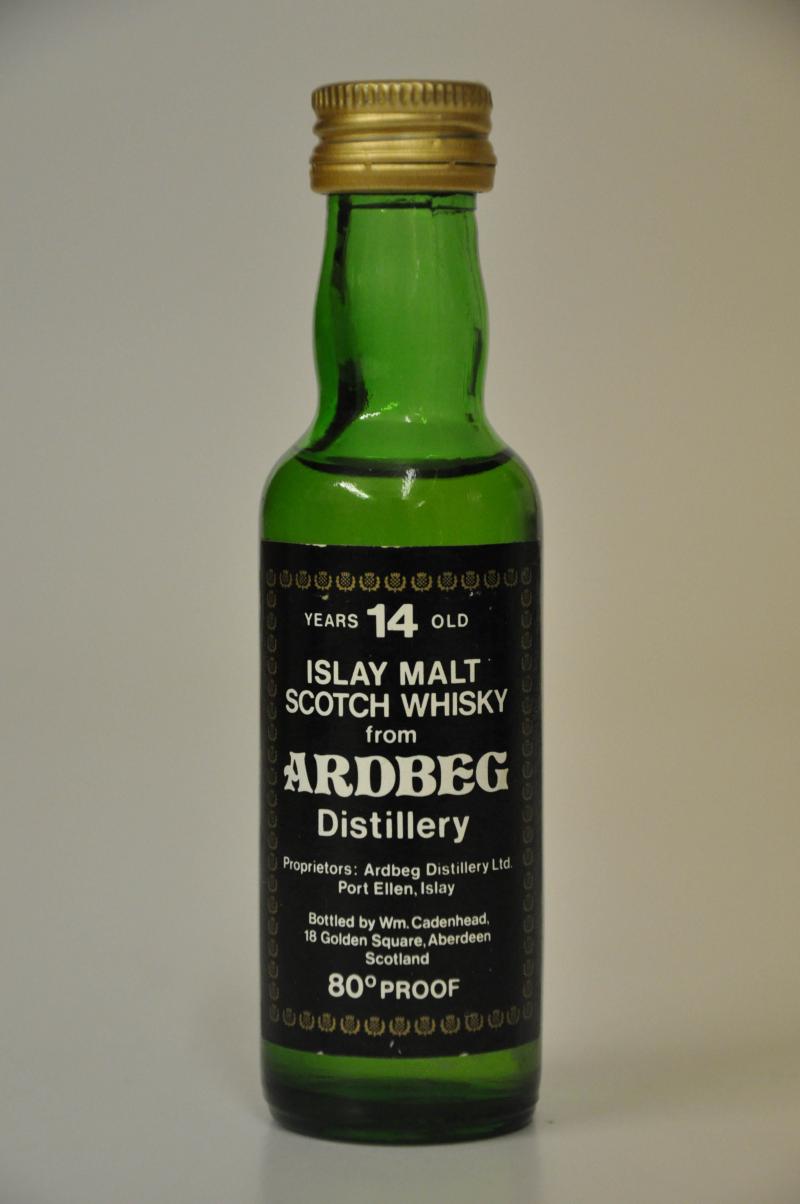 YEARS 14 OLD
ISLAY MALT
SCOTCH WHISKY
from
ARDBEG
Distillery
Proprietors: Ardbeg Distillery Ltd.
Port Ellen, Islay
Bottled by Wm. Cadenhead,
18 Golden Square, Aberdeen
Scotland
80º PROOF